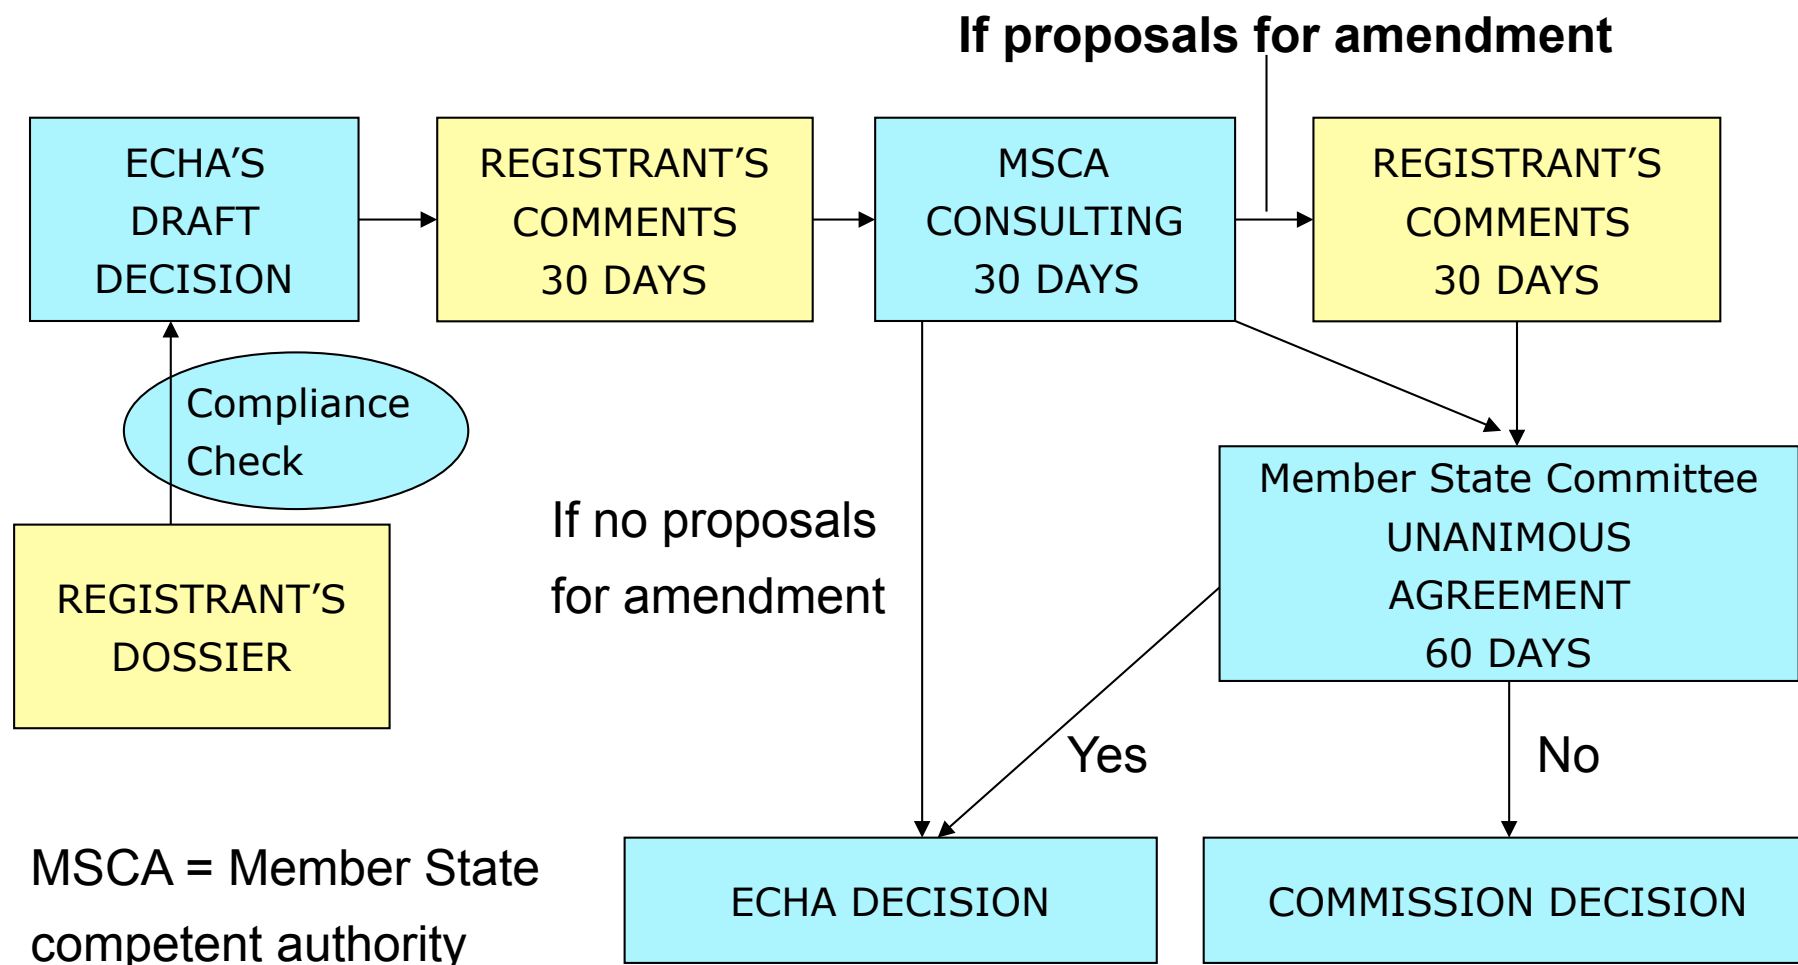 If proposals for amendment
ECHA’S
DRAFT
DECISION
REGISTRANT’S
COMMENTS
30 DAYS
MSCA
CONSULTING
30 DAYS
REGISTRANT’S
COMMENTS
30 DAYS
Compliance
Check
REGISTRANT’S
DOSSIER
If no proposals
for amendment
Member State Committee
UNANIMOUS
AGREEMENT
60 DAYS
Yes
No
MSCA = Member State
competent authority
ECHA DECISION
COMMISSION DECISION